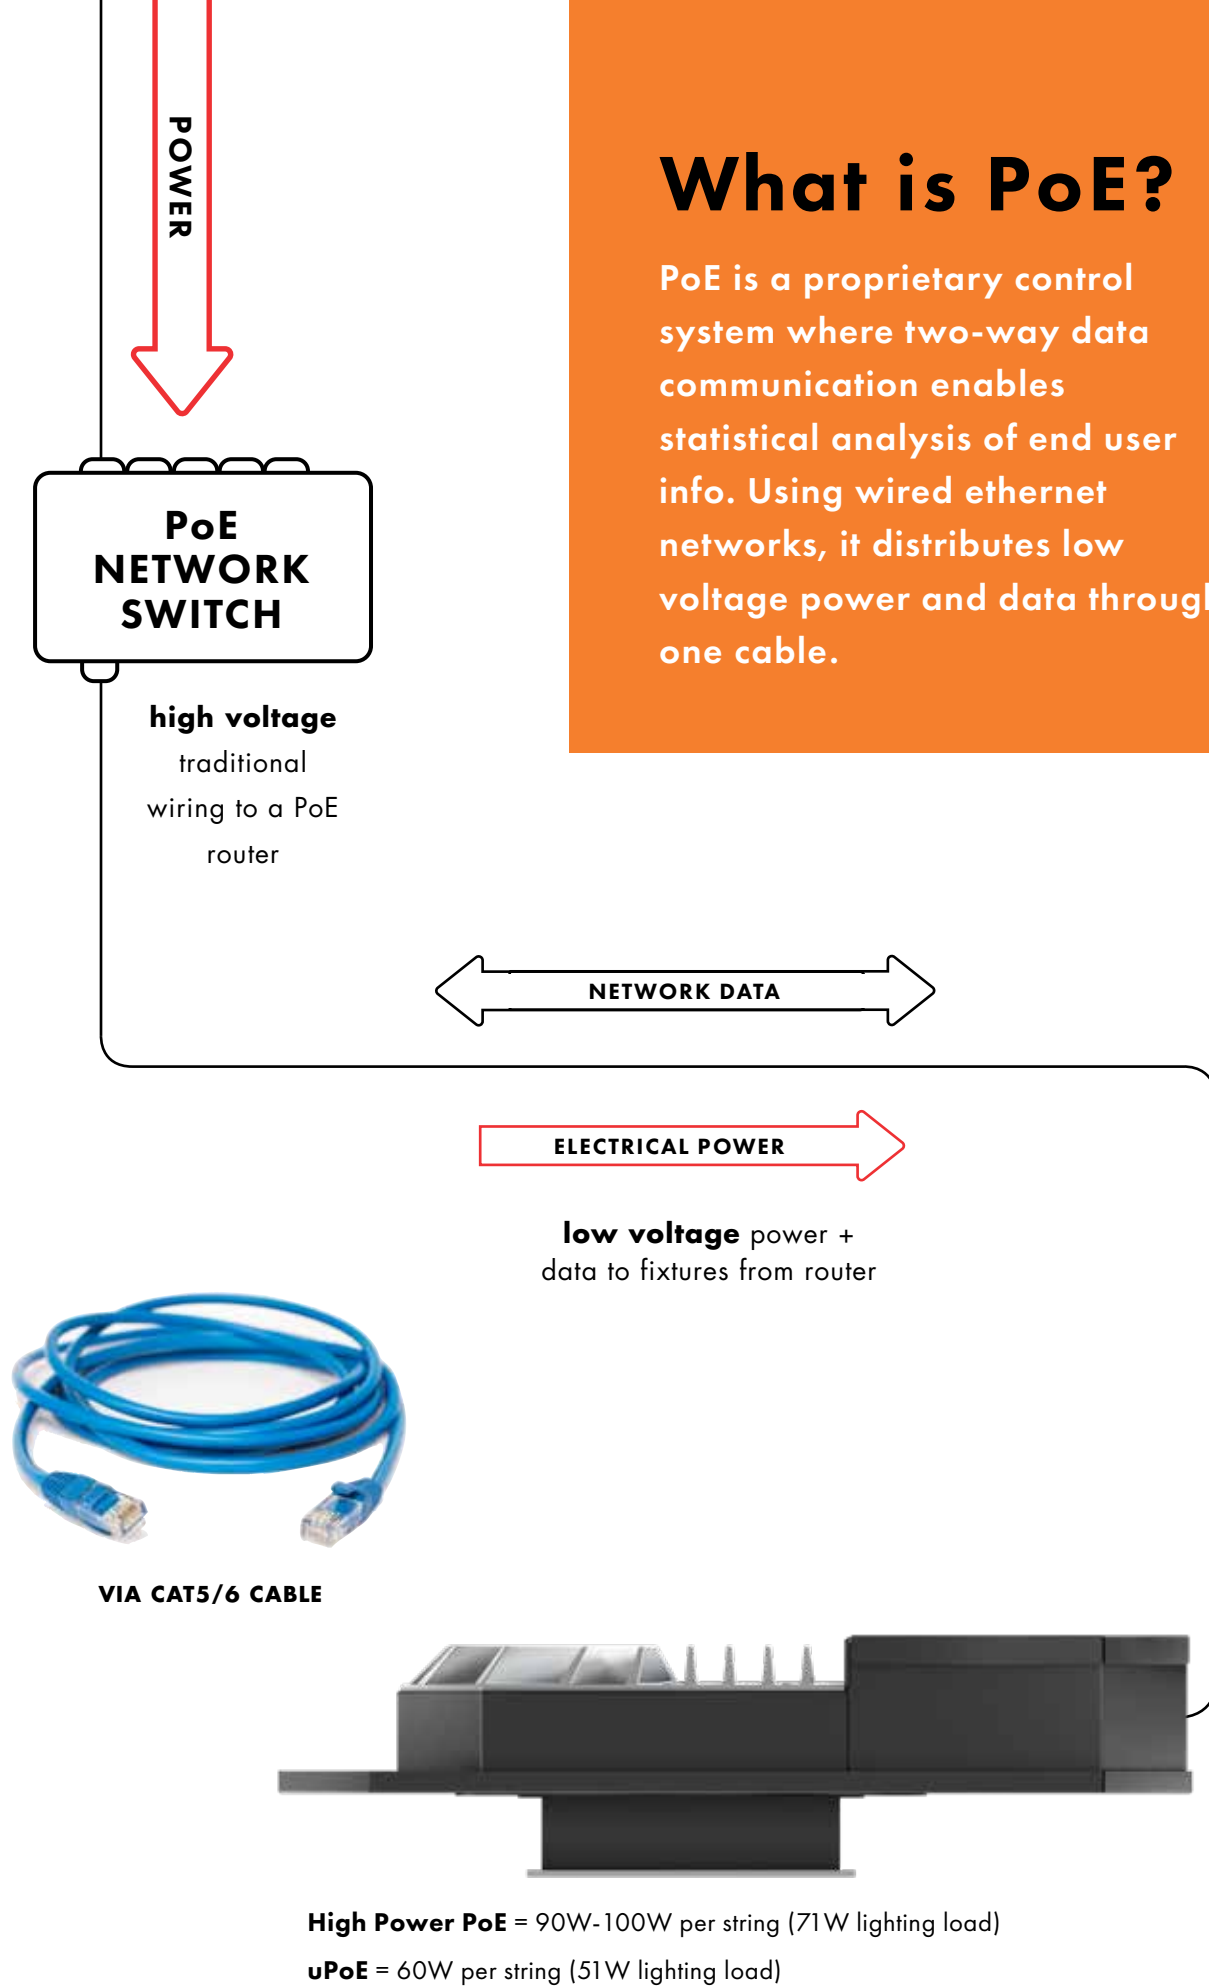 POWER
What is PoE?
PoE is a proprietary control
system where two-way data
communication enables
statistical analysis of end user
info. Using wired ethernet
networks, it distributes low
voltage power and data through
one cable.
PoE
NETWORK
SWITCH
high voltage
traditional
wiring to a PoE
router
NETWORK DATA
ELECTRICAL POWER
low voltage power +
data to fixtures from router
VIA CAT5/6 CABLE
High Power PoE = 90W-100W per string (71W lighting load)
uPoE = 60W per string (51W lighting load)